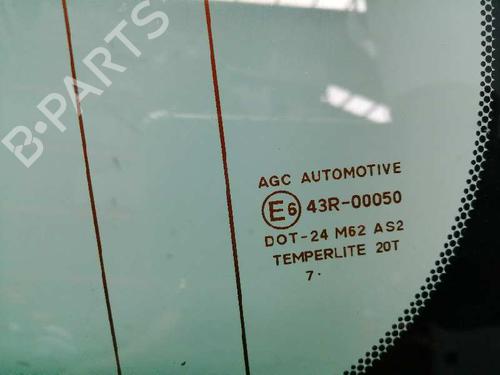 B-PARTS
AGC AUTOMOTIVE
E6 43R-00050
DOT-24 M62 AS2
TEMPERLITE 20T
7.